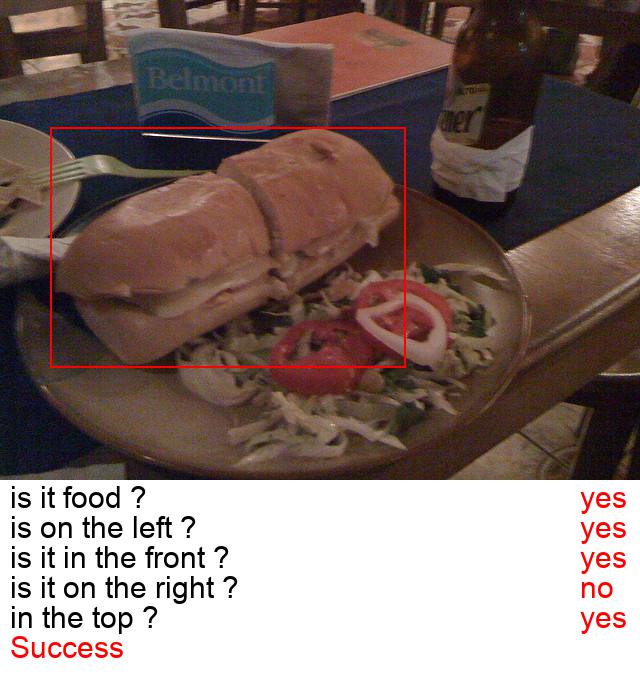 Belmont
ner
is it food ? yes
is on the left ? yes
is it in the front ? yes
is it on the right ? no
in the top ? yes
Success